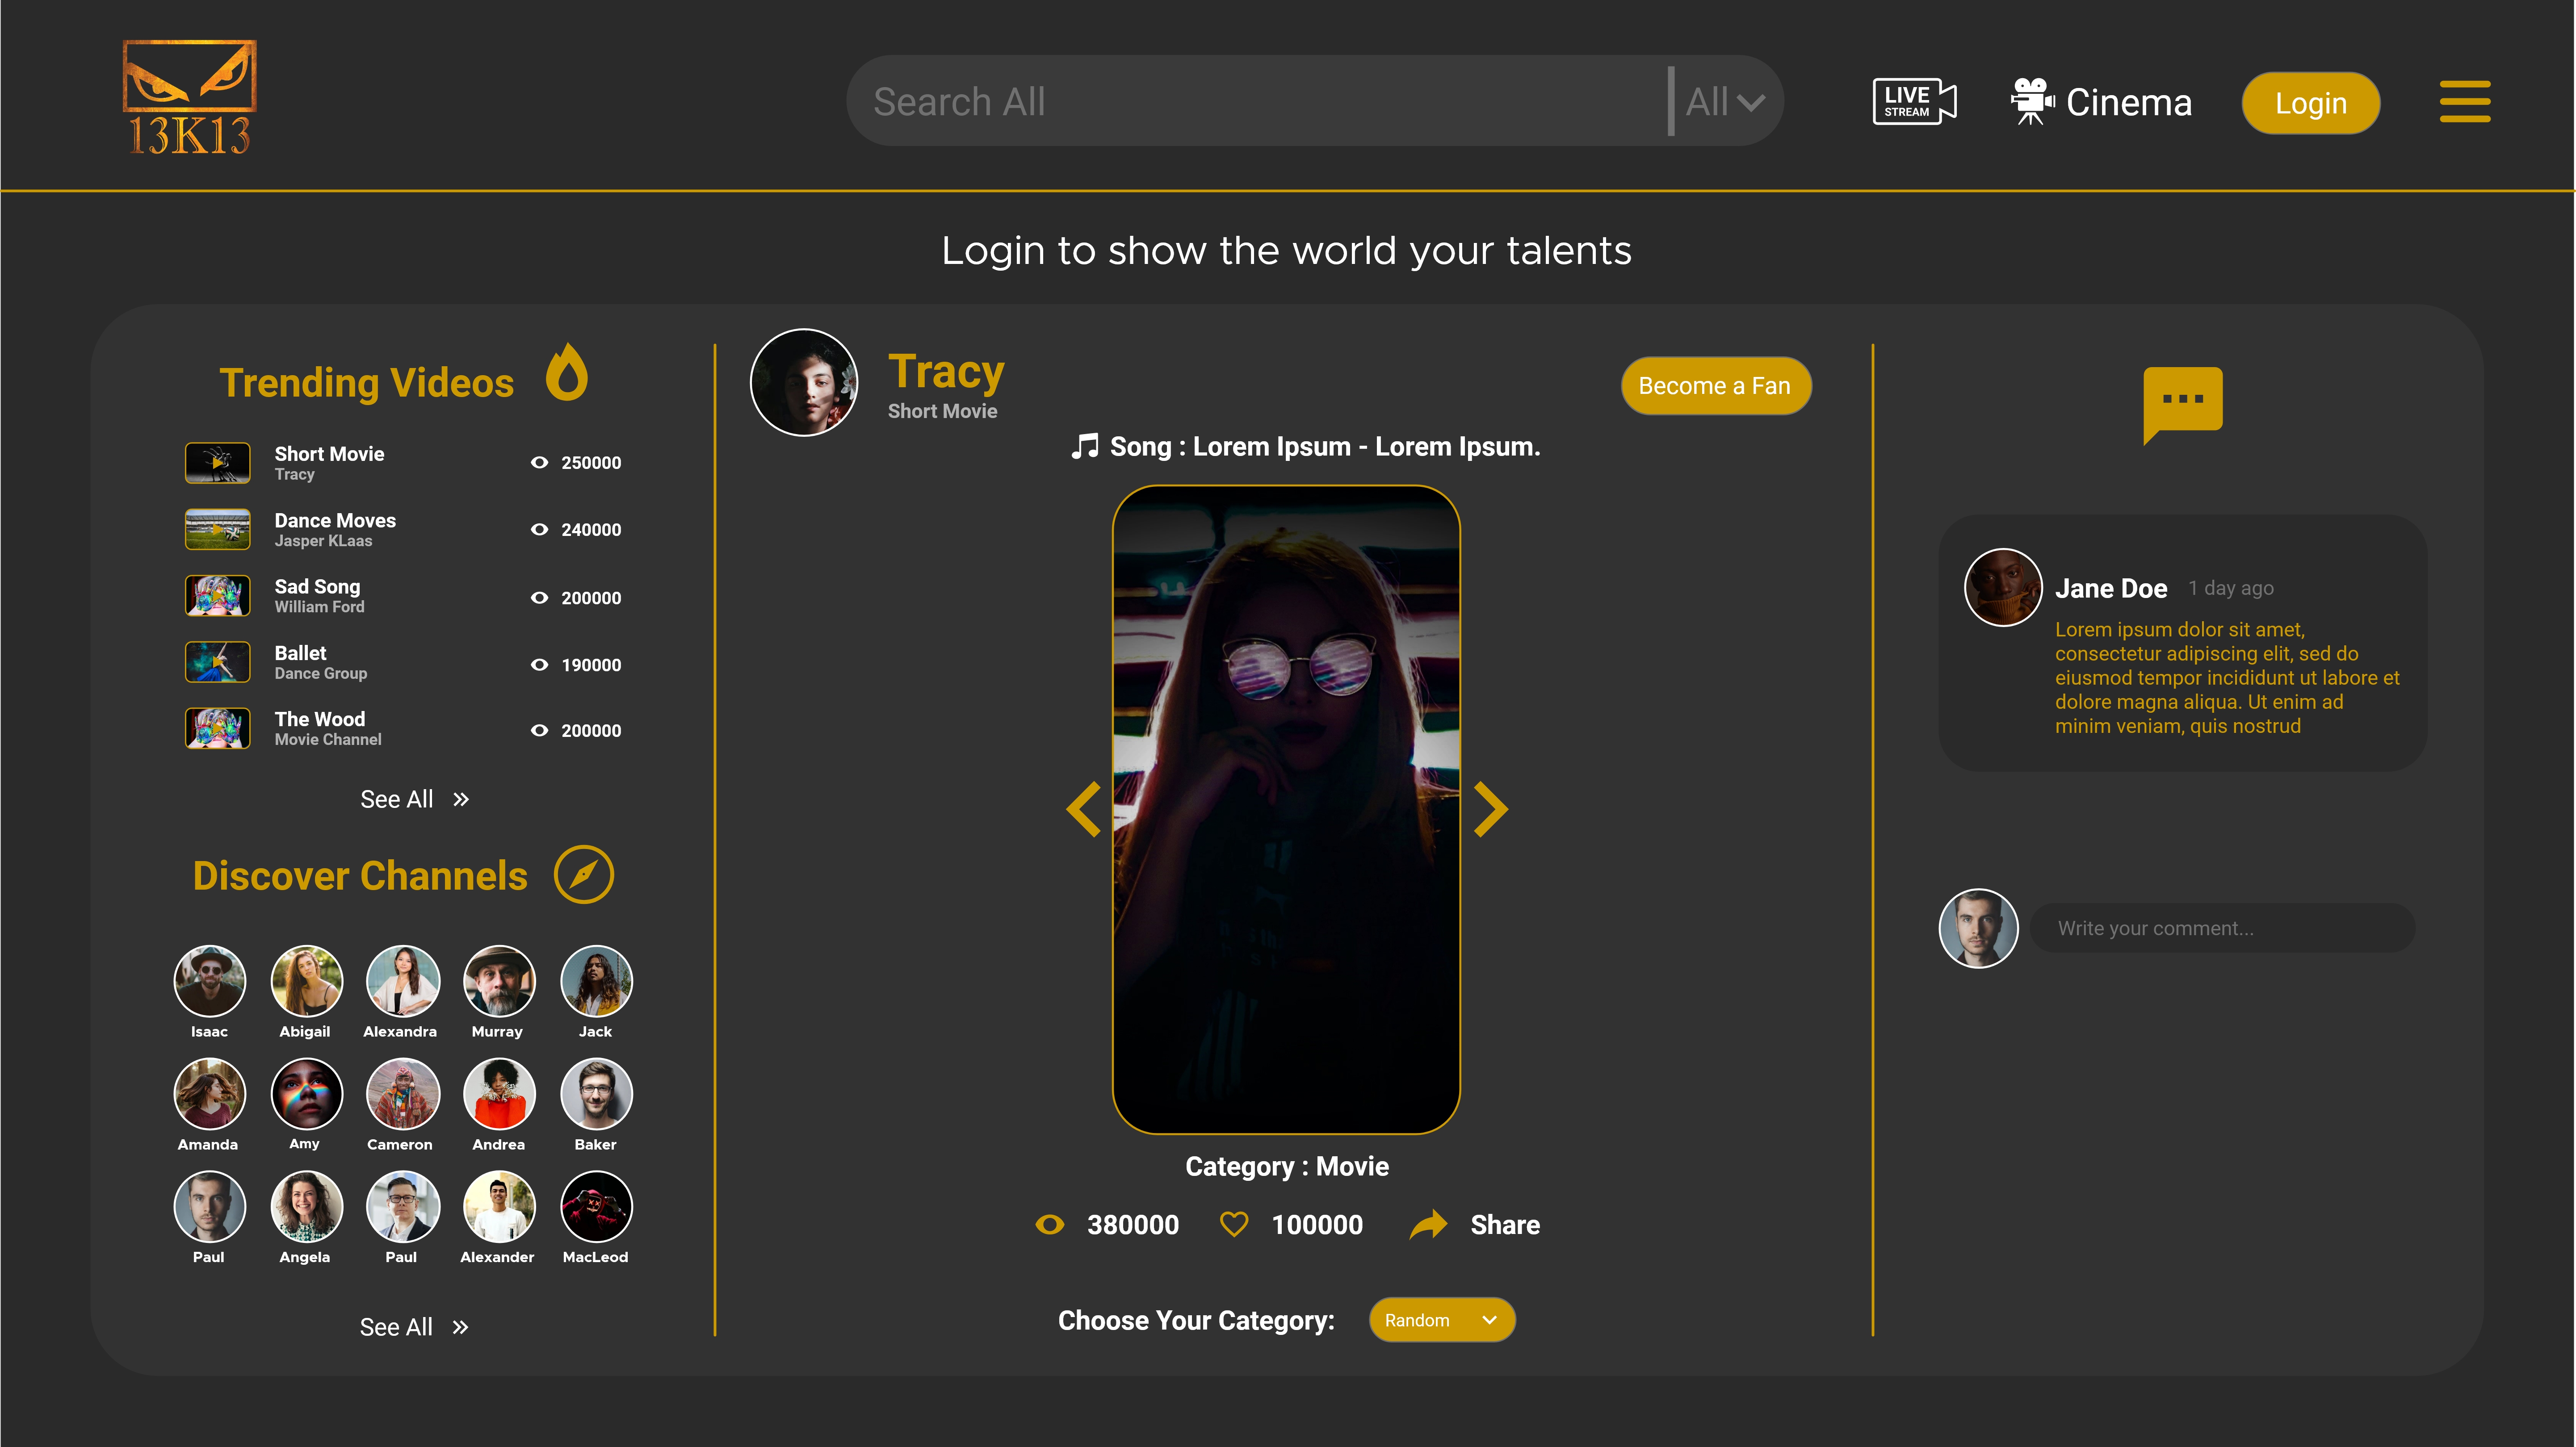 13K13
Search All
All
LIVE
STREAM
Cinema
Login
Login to show the world your talents
Trending Videos
Short Movie
Tracy
250000
Dance Moves
Jasper KLaas
240000
Sad Song
William Ford
200000
Ballet
Dance Group
190000
The Wood
Movie Channel
200000
See All
Discover Channels
Isaac
Abigail
Alexandra
Murray
Jack
Amanda
Amy
Cameron
Andrea
Baker
Paul
Angela
Paul
Alexander
MacLeod
See All
Tracy
Short Movie
Become a Fan
Song : Lorem Ipsum - Lorem Ipsum.
Category : Movie
380000
100000
Share
Choose Your Category:
Random
Jane Doe
1 day ago
Lorem ipsum dolor sit amet,
consectetur adipiscing elit, sed do
eiusmod tempor incididunt ut labore et
dolore magna aliqua. Ut enim ad
minim veniam, quis nostrud
Write your comment...